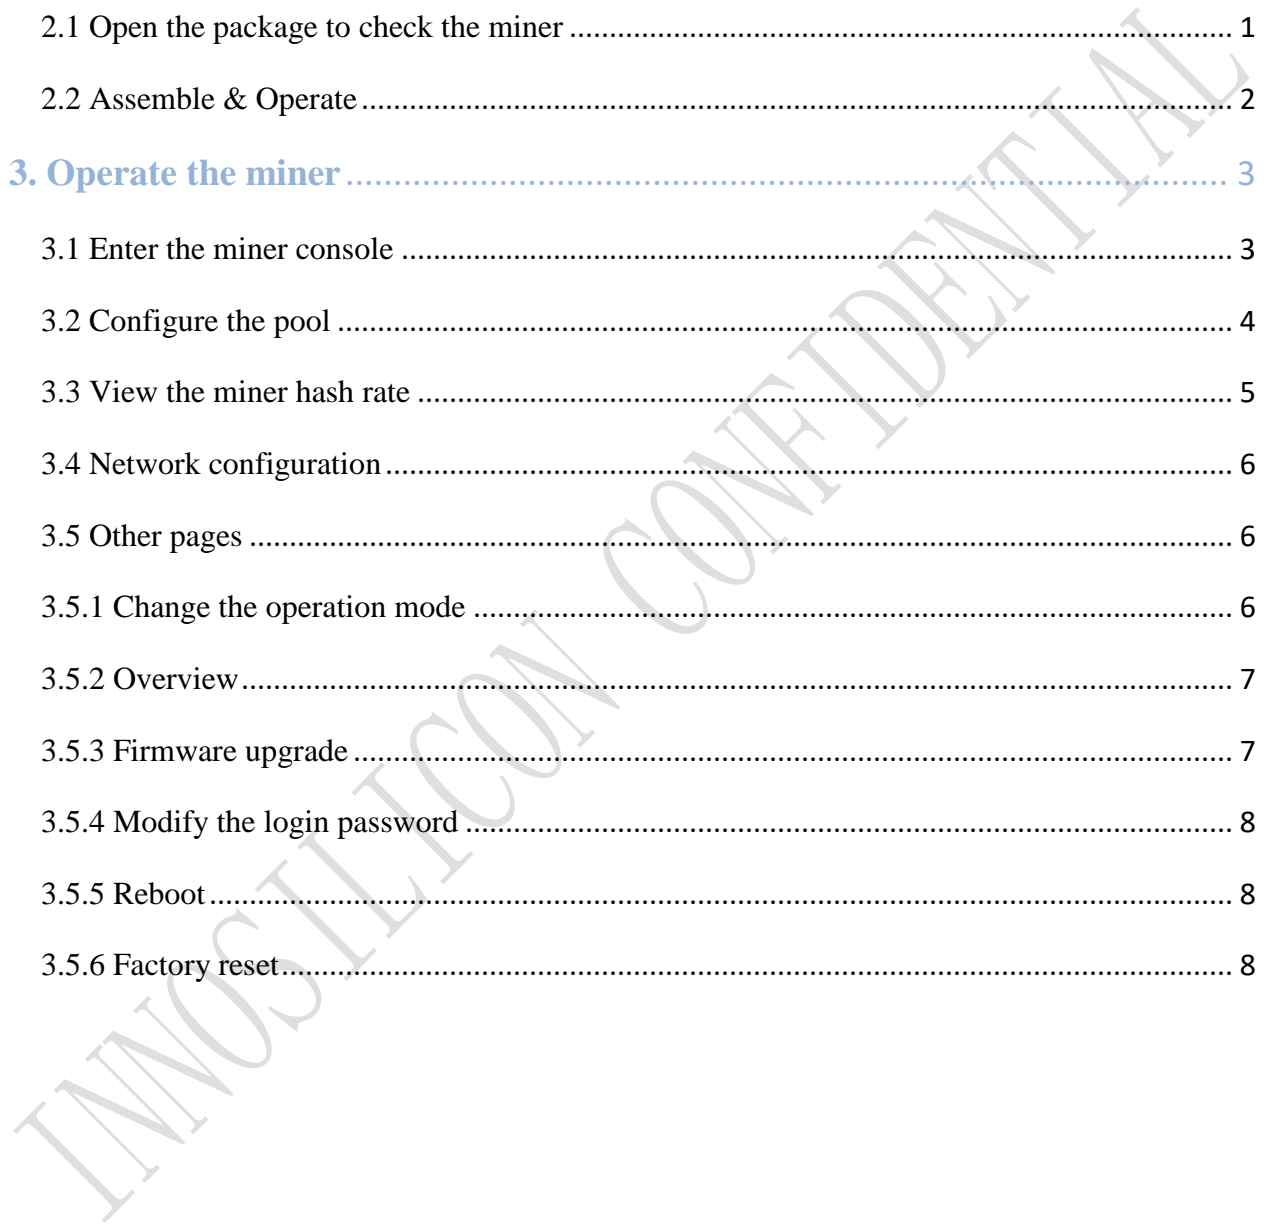 2.1 Open the package to check the miner ........ 1
2.2 Assemble & Operate ........ 2
3. Operate the miner ........ 3
3.1 Enter the miner console ........ 3
3.2 Configure the pool ........ 4
3.3 View the miner hash rate ........ 5
3.4 Network configuration ........ 6
3.5 Other pages ........ 6
3.5.1 Change the operation mode ........ 6
3.5.2 Overview ........ 7
3.5.3 Firmware upgrade ........ 7
3.5.4 Modify the login password ........ 8
3.5.5 Reboot ........ 8
3.5.6 Factory reset ........ 8
INNOSILICON CONFIDENTIAL